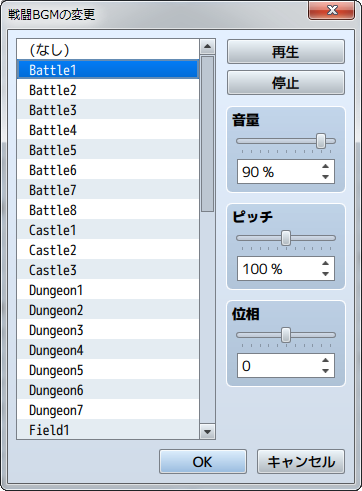 戦闘BGMの変更
(なし)
Battle1
Battle2
Battle3
Battle4
Battle5
Battle6
Battle7
Battle8
Castle1
Castle2
Castle3
Dungeon1
Dungeon2
Dungeon3
Dungeon4
Dungeon5
Dungeon6
Dungeon7
Field1
再生
停止
音量
90 %
ピッチ
100 %
位相
0
OK
キャンセル